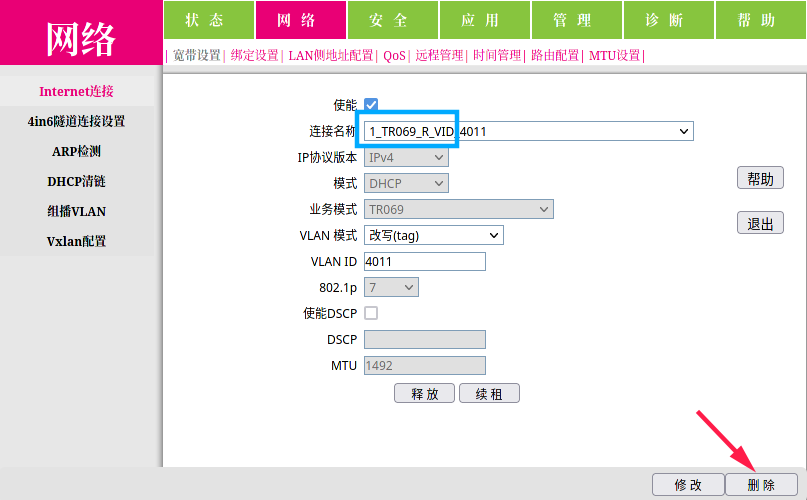 网络
状 态 网 络 安 全 应 用 管 理 诊 断 帮 助
| 宽带设置| 绑定设置| LAN侧地址配置| QoS| 远程管理| 时间管理| 路由配置| MTU设置|
Internet连接
4in6隧道连接设置
ARP检测
DHCP清链
组播VLAN
Vxlan配置
使能
连接名称 1_TR069_R_VID_4011
IP协议版本 IPv4
模式 DHCP
业务模式 TR069
VLAN 模式 改写(tag)
VLAN ID 4011
802.1p 7
使能DSCP
DSCP
MTU 1492
释 放 续 租
帮助
退出
修 改 删 除